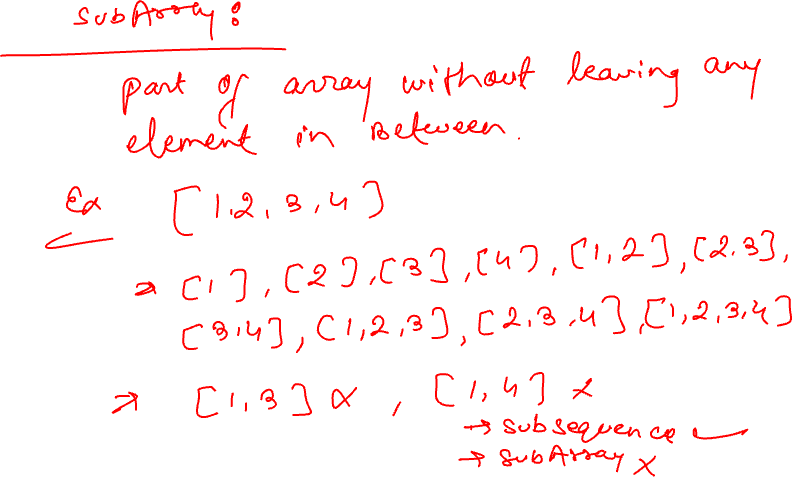 SubArray :
part of array without leaving any
element in Between.
Ex [1,2,3,4]
→ [1], [2], [3], [4], [1,2], [2,3],
[3,4], [1,2,3], [2,3,4], [1,2,3,4]
→ [1,3] x , [1,4] x
→ subsequence ✓
→ SubArray x